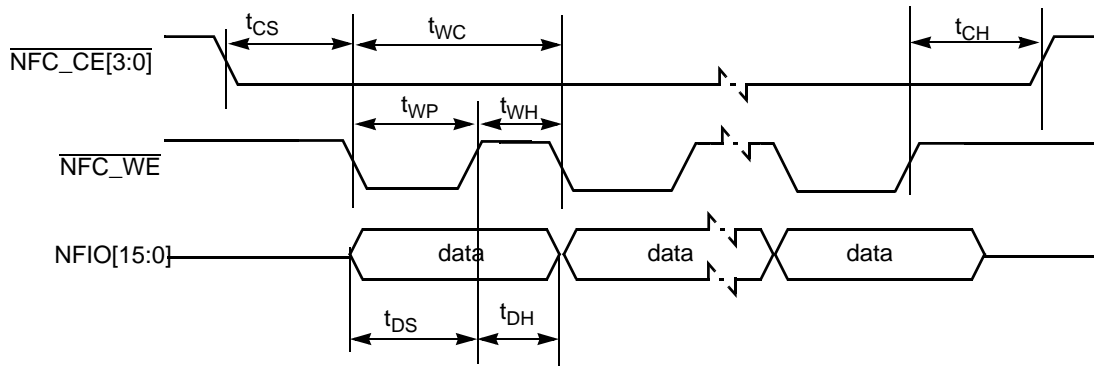 tCS
tWC
tCH
NFC_CE[3:0]
tWP
tWH
NFC_WE
NFIO[15:0]
data
data
data
tDS
tDH